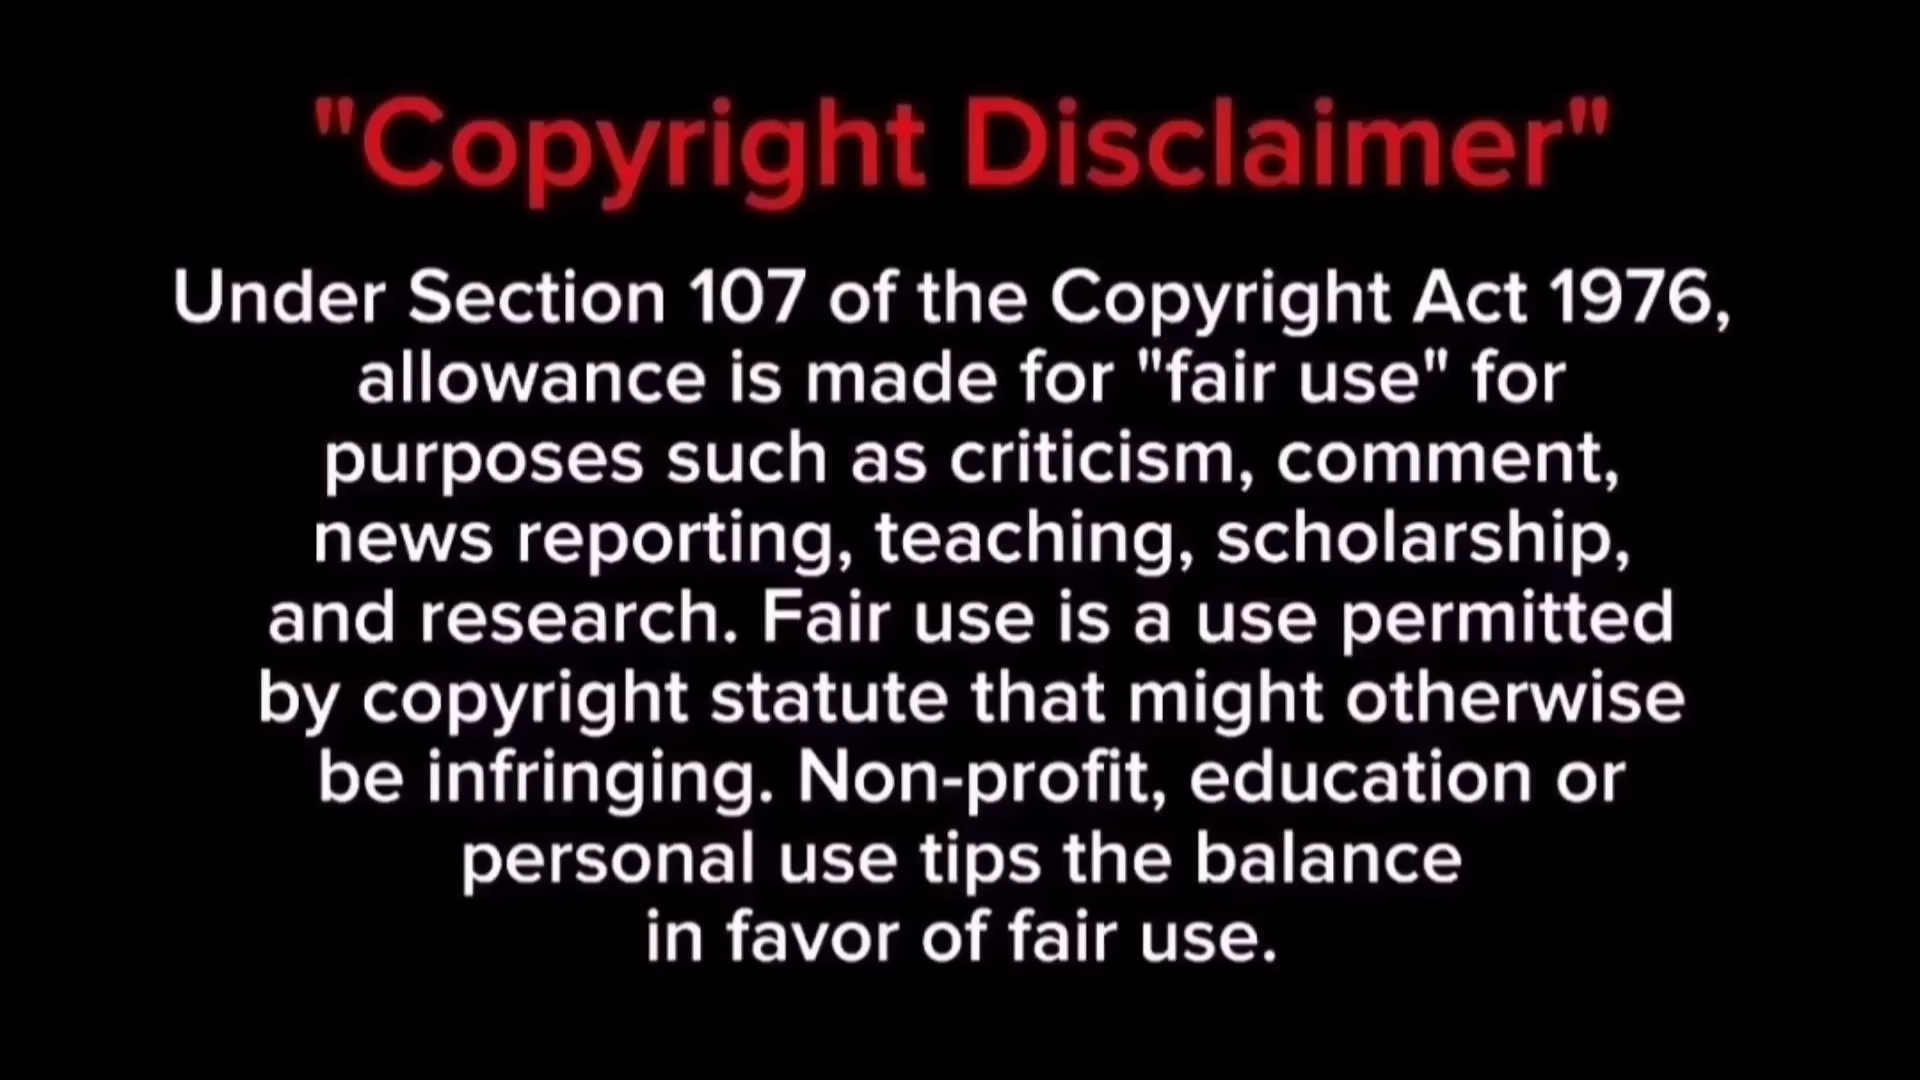 "Copyright Disclaimer"
Under Section 107 of the Copyright Act 1976,
allowance is made for "fair use" for
purposes such as criticism, comment,
news reporting, teaching, scholarship,
and research. Fair use is a use permitted
by copyright statute that might otherwise
be infringing. Non-profit, education or
personal use tips the balance
in favor of fair use.